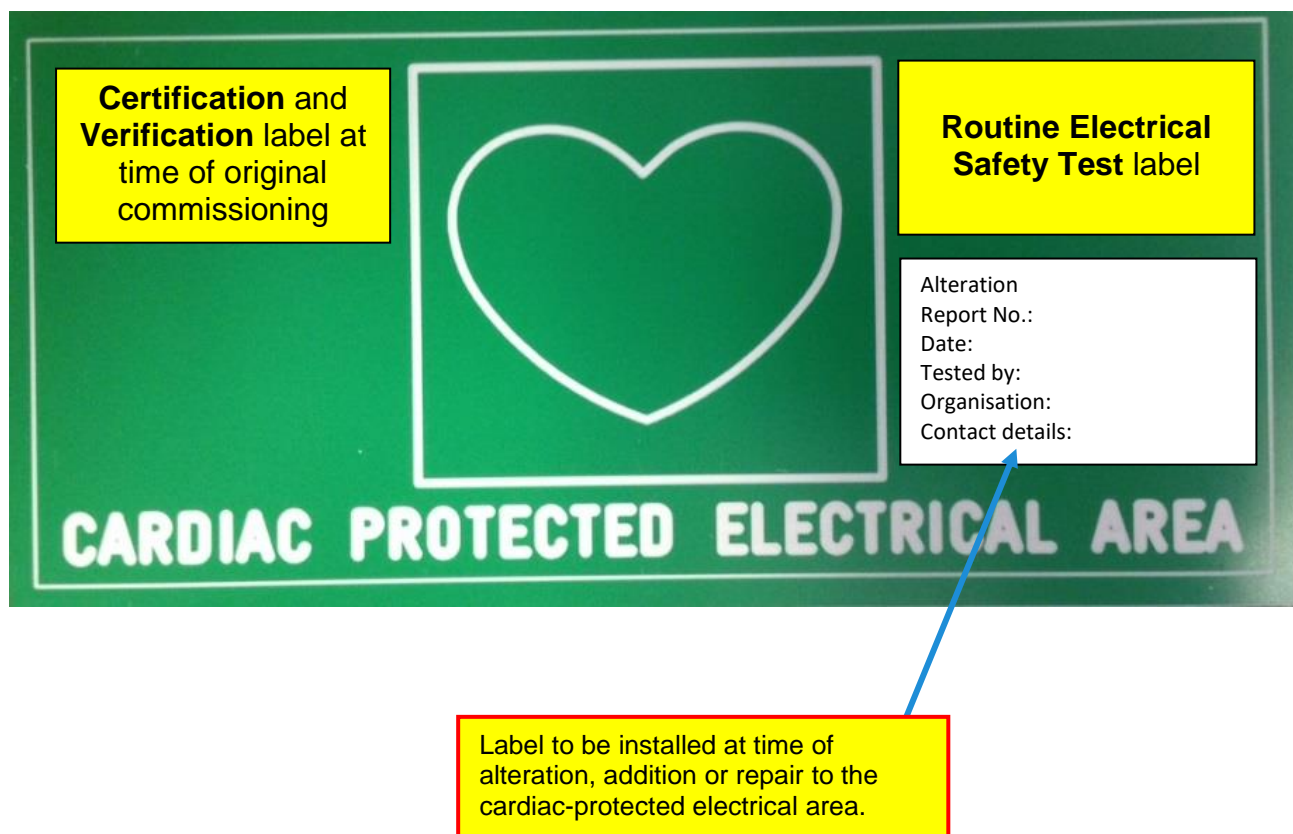 Certification and
Verification label at
time of original
commissioning
Routine Electrical
Safety Test label
Alteration
Report No.:
Date:
Tested by:
Organisation:
Contact details:
CARDIAC PROTECTED ELECTRICAL AREA
Label to be installed at time of
alteration, addition or repair to the
cardiac-protected electrical area.